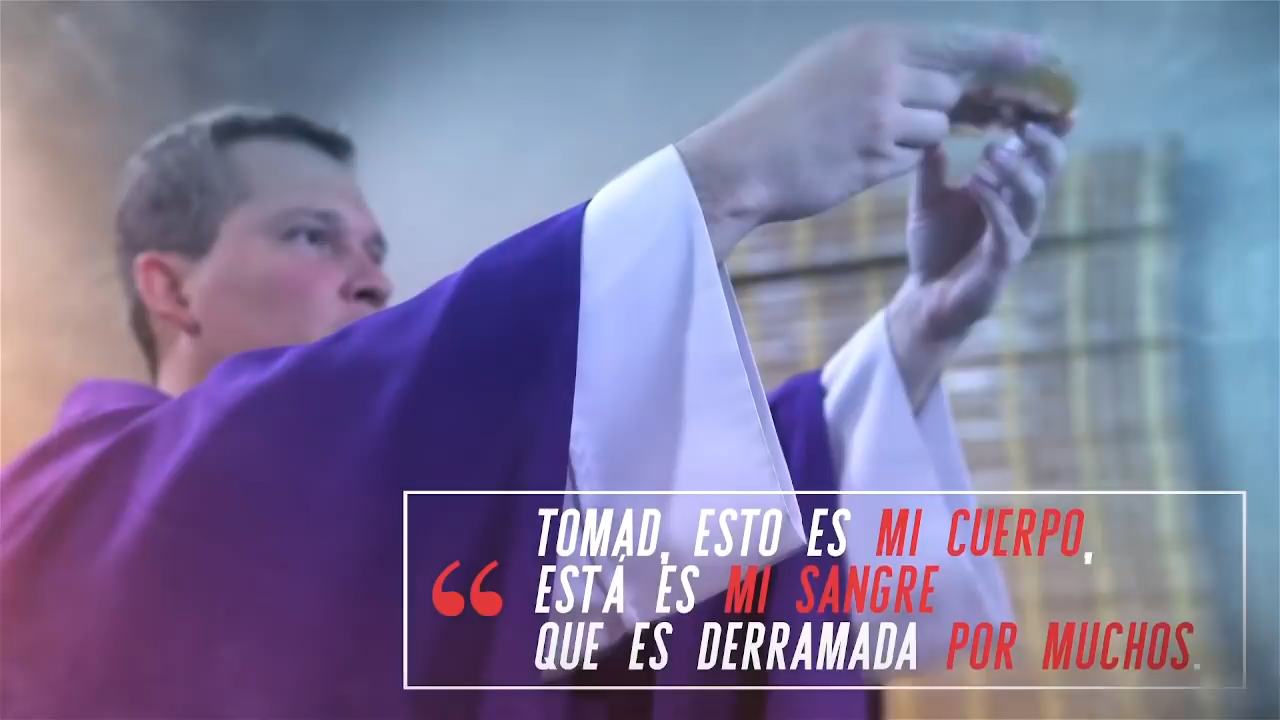 TOMAD, ESTO ES MI CUERPO,
ESTÁ ES MI SANGRE
QUE ES DERRAMADA POR MUCHOS.